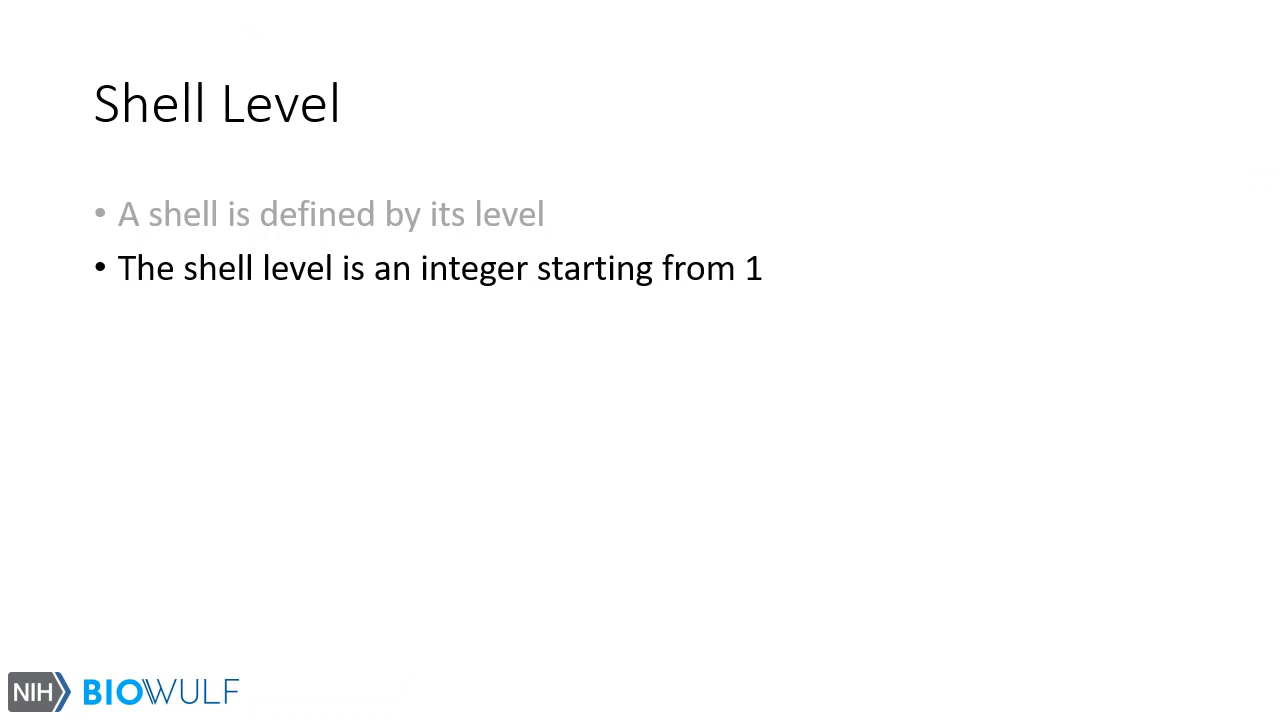 Shell Level
• A shell is defined by its level
• The shell level is an integer starting from 1
NIH BIOWULF